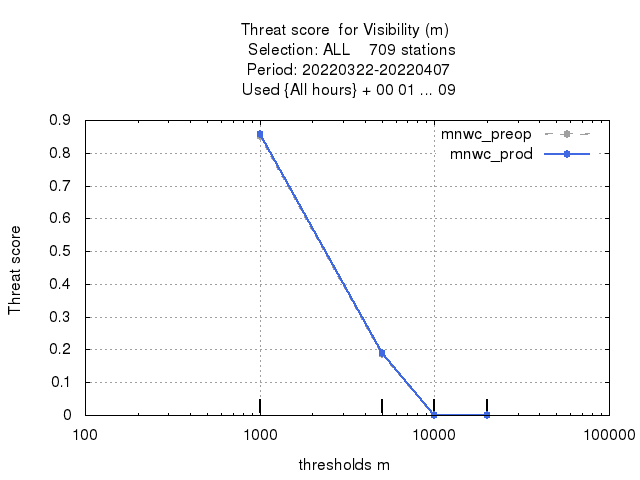 Threat score  for Visibility (m)
Selection: ALL    709 stations
Period: 20220322-20220407
Used {All hours} + 00 01 ... 09
mnwc_preop
mnwc_prod
Threat score
0.9
0.8
0.7
0.6
0.5
0.4
0.3
0.2
0.1
0
100
1000
10000
100000
thresholds m